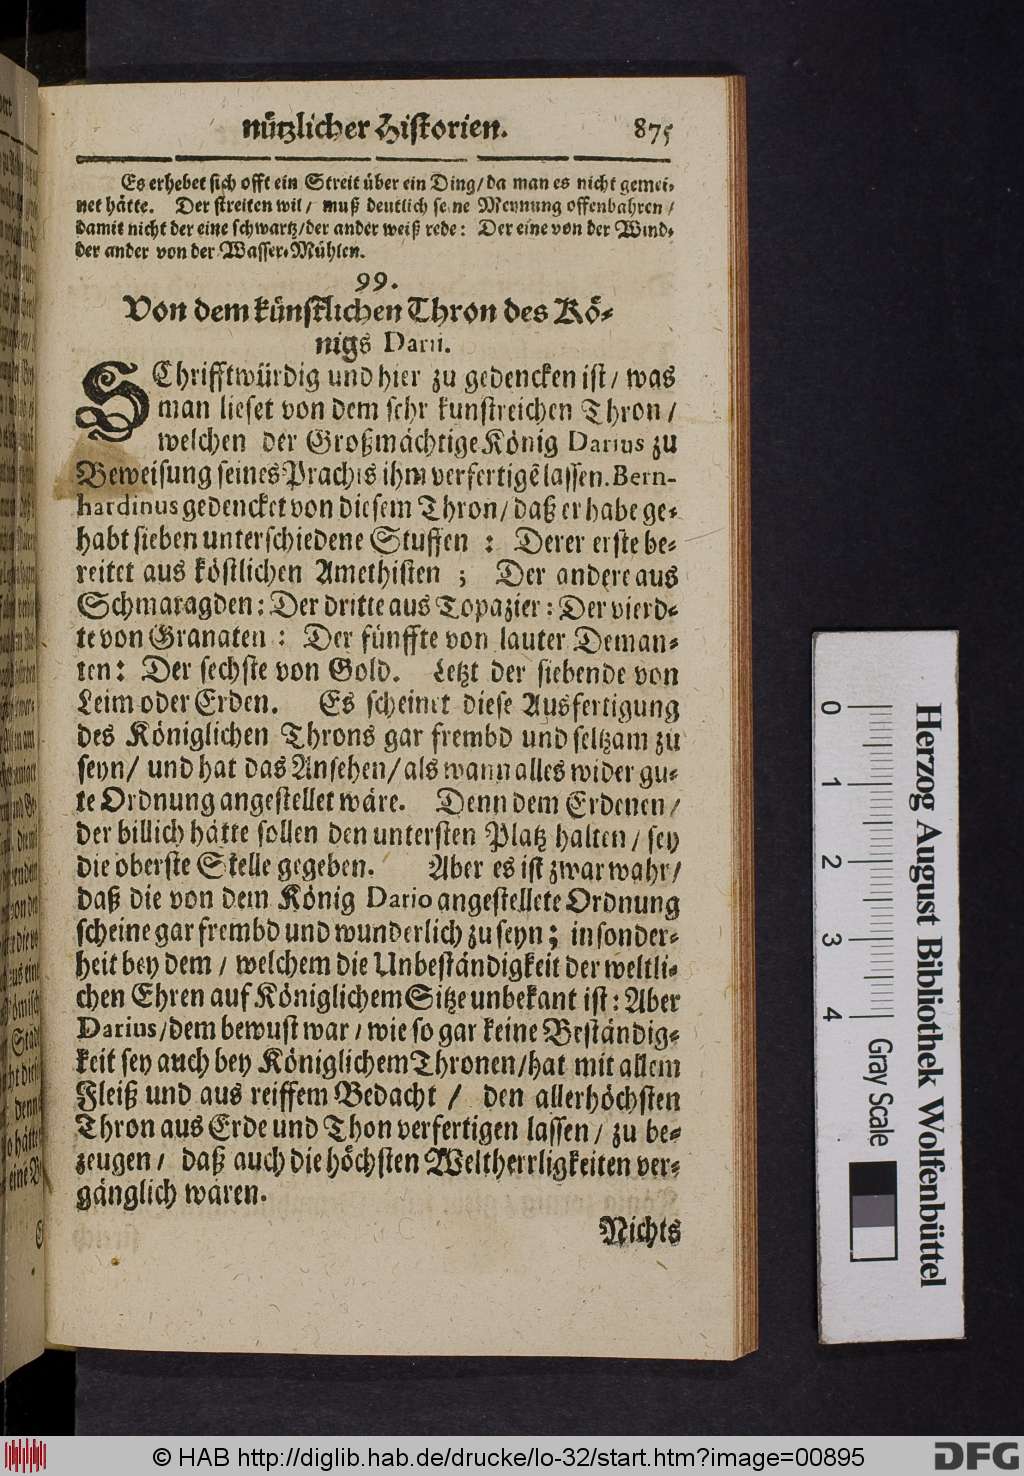 nützlicher Historien. 875
Es erhebet sich offt ein Streit über ein Ding/da man es nicht gemei-
net hätte. Der streiten wil/ muß deutlich seine Meynung offenbahren/
damit nicht der eine schwartz/der ander weiß rede: Der eine von der Wind-
der ander von der Wasser-Mühlen.
99.
Von dem künstlichen Thron des Kö-
nigs Darii.
SChrifftwürdig und hier zu gedencken ist/ was
man lieset von dem sehr kunstreichen Thron/
welchen der Großmächtige König Darius zu
Beweisung seines Prachts ihm verfertigẽ lassen. Bern-
hardinus gedencket von diesem Thron/ daß er habe ge-
habt sieben unterschiedene Stuffen : Derer erste be-
reitet aus köstlichen Amethisten ; Der andere aus
Schmaragden: Der dritte aus Topazier: Der vierd-
te von Granaten : Der fünffte von lauter Deman-
ten: Der sechste von Gold. Letzt der siebende von
Leim oder Erden. Es scheinet diese Ausfertigung
des Königlichen Throns gar frembd und seltzam zu
seyn/ und hat das Ansehen/ als wann alles wider gu-
te Ordnung angestellet wäre. Denn dem Erdenen/
der billich hätte sollen den untersten Platz halten/ sey
die oberste Stelle gegeben. Aber es ist zwar wahr/
daß die von dem König Dario angestellete Ordnung
scheine gar frembd und wunderlich zu seyn; insonder-
heit bey dem/ welchem die Unbeständigkeit der weltli-
chen Ehren auf Königlichem Sitze unbekant ist: Aber
Darius/dem bewust war/ wie so gar keine Beständig-
keit sey auch bey Königlichem Thronen/hat mit allem
Fleiß und aus reiffem Bedacht / den allerhöchsten
Thron aus Erde und Thon verfertigen lassen/ zu be-
zeugen/ daß auch die höchsten Weltherrligkeiten ver-
gänglich wären.
Nichts
0 1 2 3 4
Gray Scale
Herzog August Bibliothek Wolfenbüttel
© HAB http://diglib.hab.de/drucke/lo-32/start.htm?image=00895
DFG